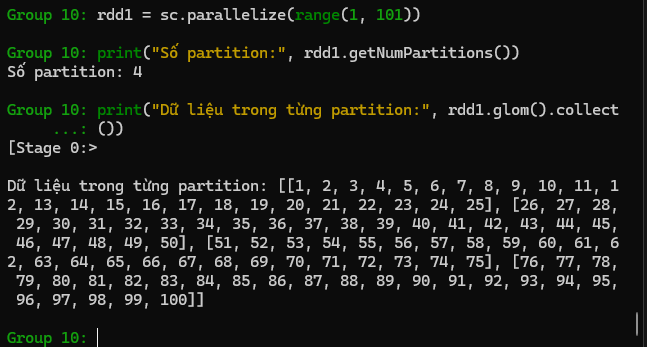 Group 10: rdd1 = sc.parallelize(range(1, 101))
Group 10: print("Số partition:", rdd1.getNumPartitions())
Số partition: 4
Group 10: print("Dữ liệu trong từng partition:", rdd1.glom().collect
...: ())
[Stage 0:>
Dữ liệu trong từng partition: [[1, 2, 3, 4, 5, 6, 7, 8, 9, 10, 11, 1
2, 13, 14, 15, 16, 17, 18, 19, 20, 21, 22, 23, 24, 25], [26, 27, 28,
29, 30, 31, 32, 33, 34, 35, 36, 37, 38, 39, 40, 41, 42, 43, 44, 45,
46, 47, 48, 49, 50], [51, 52, 53, 54, 55, 56, 57, 58, 59, 60, 61, 6
2, 63, 64, 65, 66, 67, 68, 69, 70, 71, 72, 73, 74, 75], [76, 77, 78,
79, 80, 81, 82, 83, 84, 85, 86, 87, 88, 89, 90, 91, 92, 93, 94, 95,
96, 97, 98, 99, 100]]
Group 10: